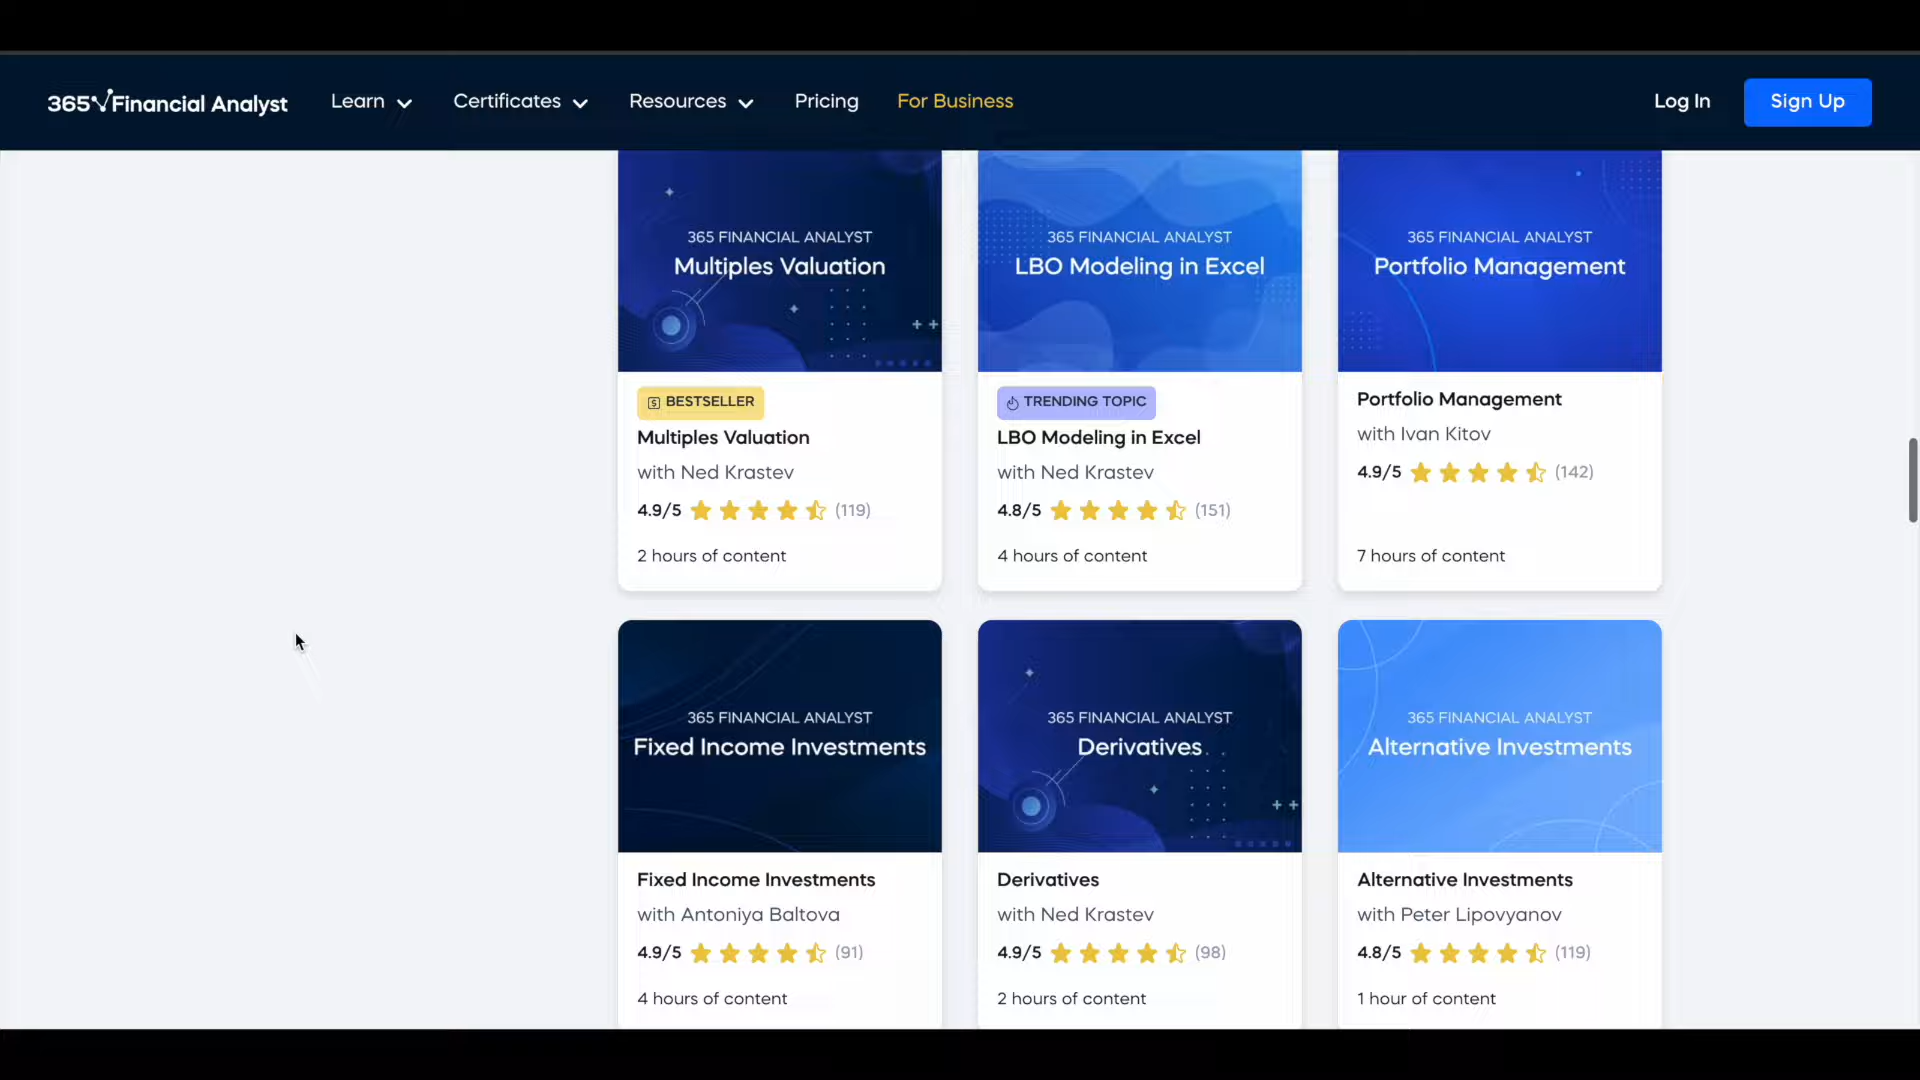 365 Financial Analyst Learn Certificates Resources Pricing For Business Log In Sign Up
365 FINANCIAL ANALYST
Multiples Valuation
BESTSELLER
Multiples Valuation
with Ned Krastev
4.9/5 (119)
2 hours of content
365 FINANCIAL ANALYST
LBO Modeling in Excel
TRENDING TOPIC
LBO Modeling in Excel
with Ned Krastev
4.8/5 (151)
4 hours of content
365 FINANCIAL ANALYST
Portfolio Management
Portfolio Management
with Ivan Kitov
4.9/5 (142)
7 hours of content
365 FINANCIAL ANALYST
Fixed Income Investments
Fixed Income Investments
with Antoniya Baltova
4.9/5 (91)
4 hours of content
365 FINANCIAL ANALYST
Derivatives
Derivatives
with Ned Krastev
4.9/5 (98)
2 hours of content
365 FINANCIAL ANALYST
Alternative Investments
Alternative Investments
with Peter Lipovyanov
4.8/5 (119)
1 hour of content